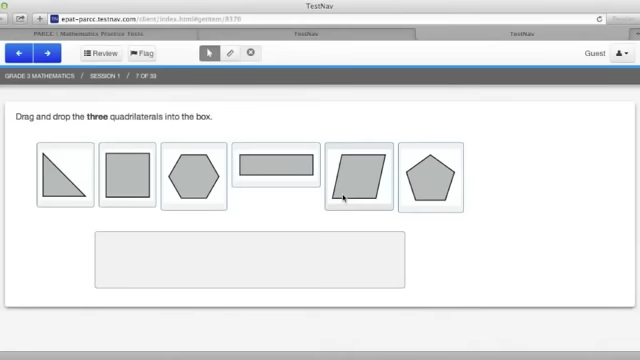 TestNav
epat-parcc.testnav.com/client/index.html#getitem/8376
PARCC | Mathematics Practice Tests
TestNav
TestNav
Review
Flag
Guest
GRADE 3 MATHEMATICS / SESSION 1 / 7 OF 33
Drag and drop the three quadrilaterals into the box.